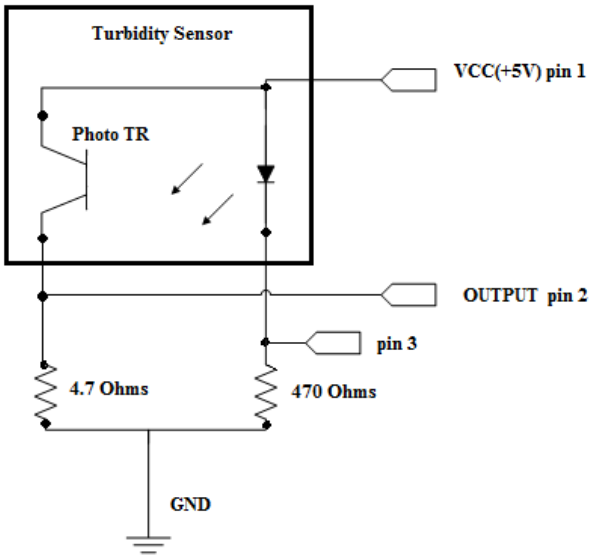 Turbidity Sensor
VCC(+5V) pin 1
Photo TR
OUTPUT pin 2
pin 3
4.7 Ohms
470 Ohms
GND